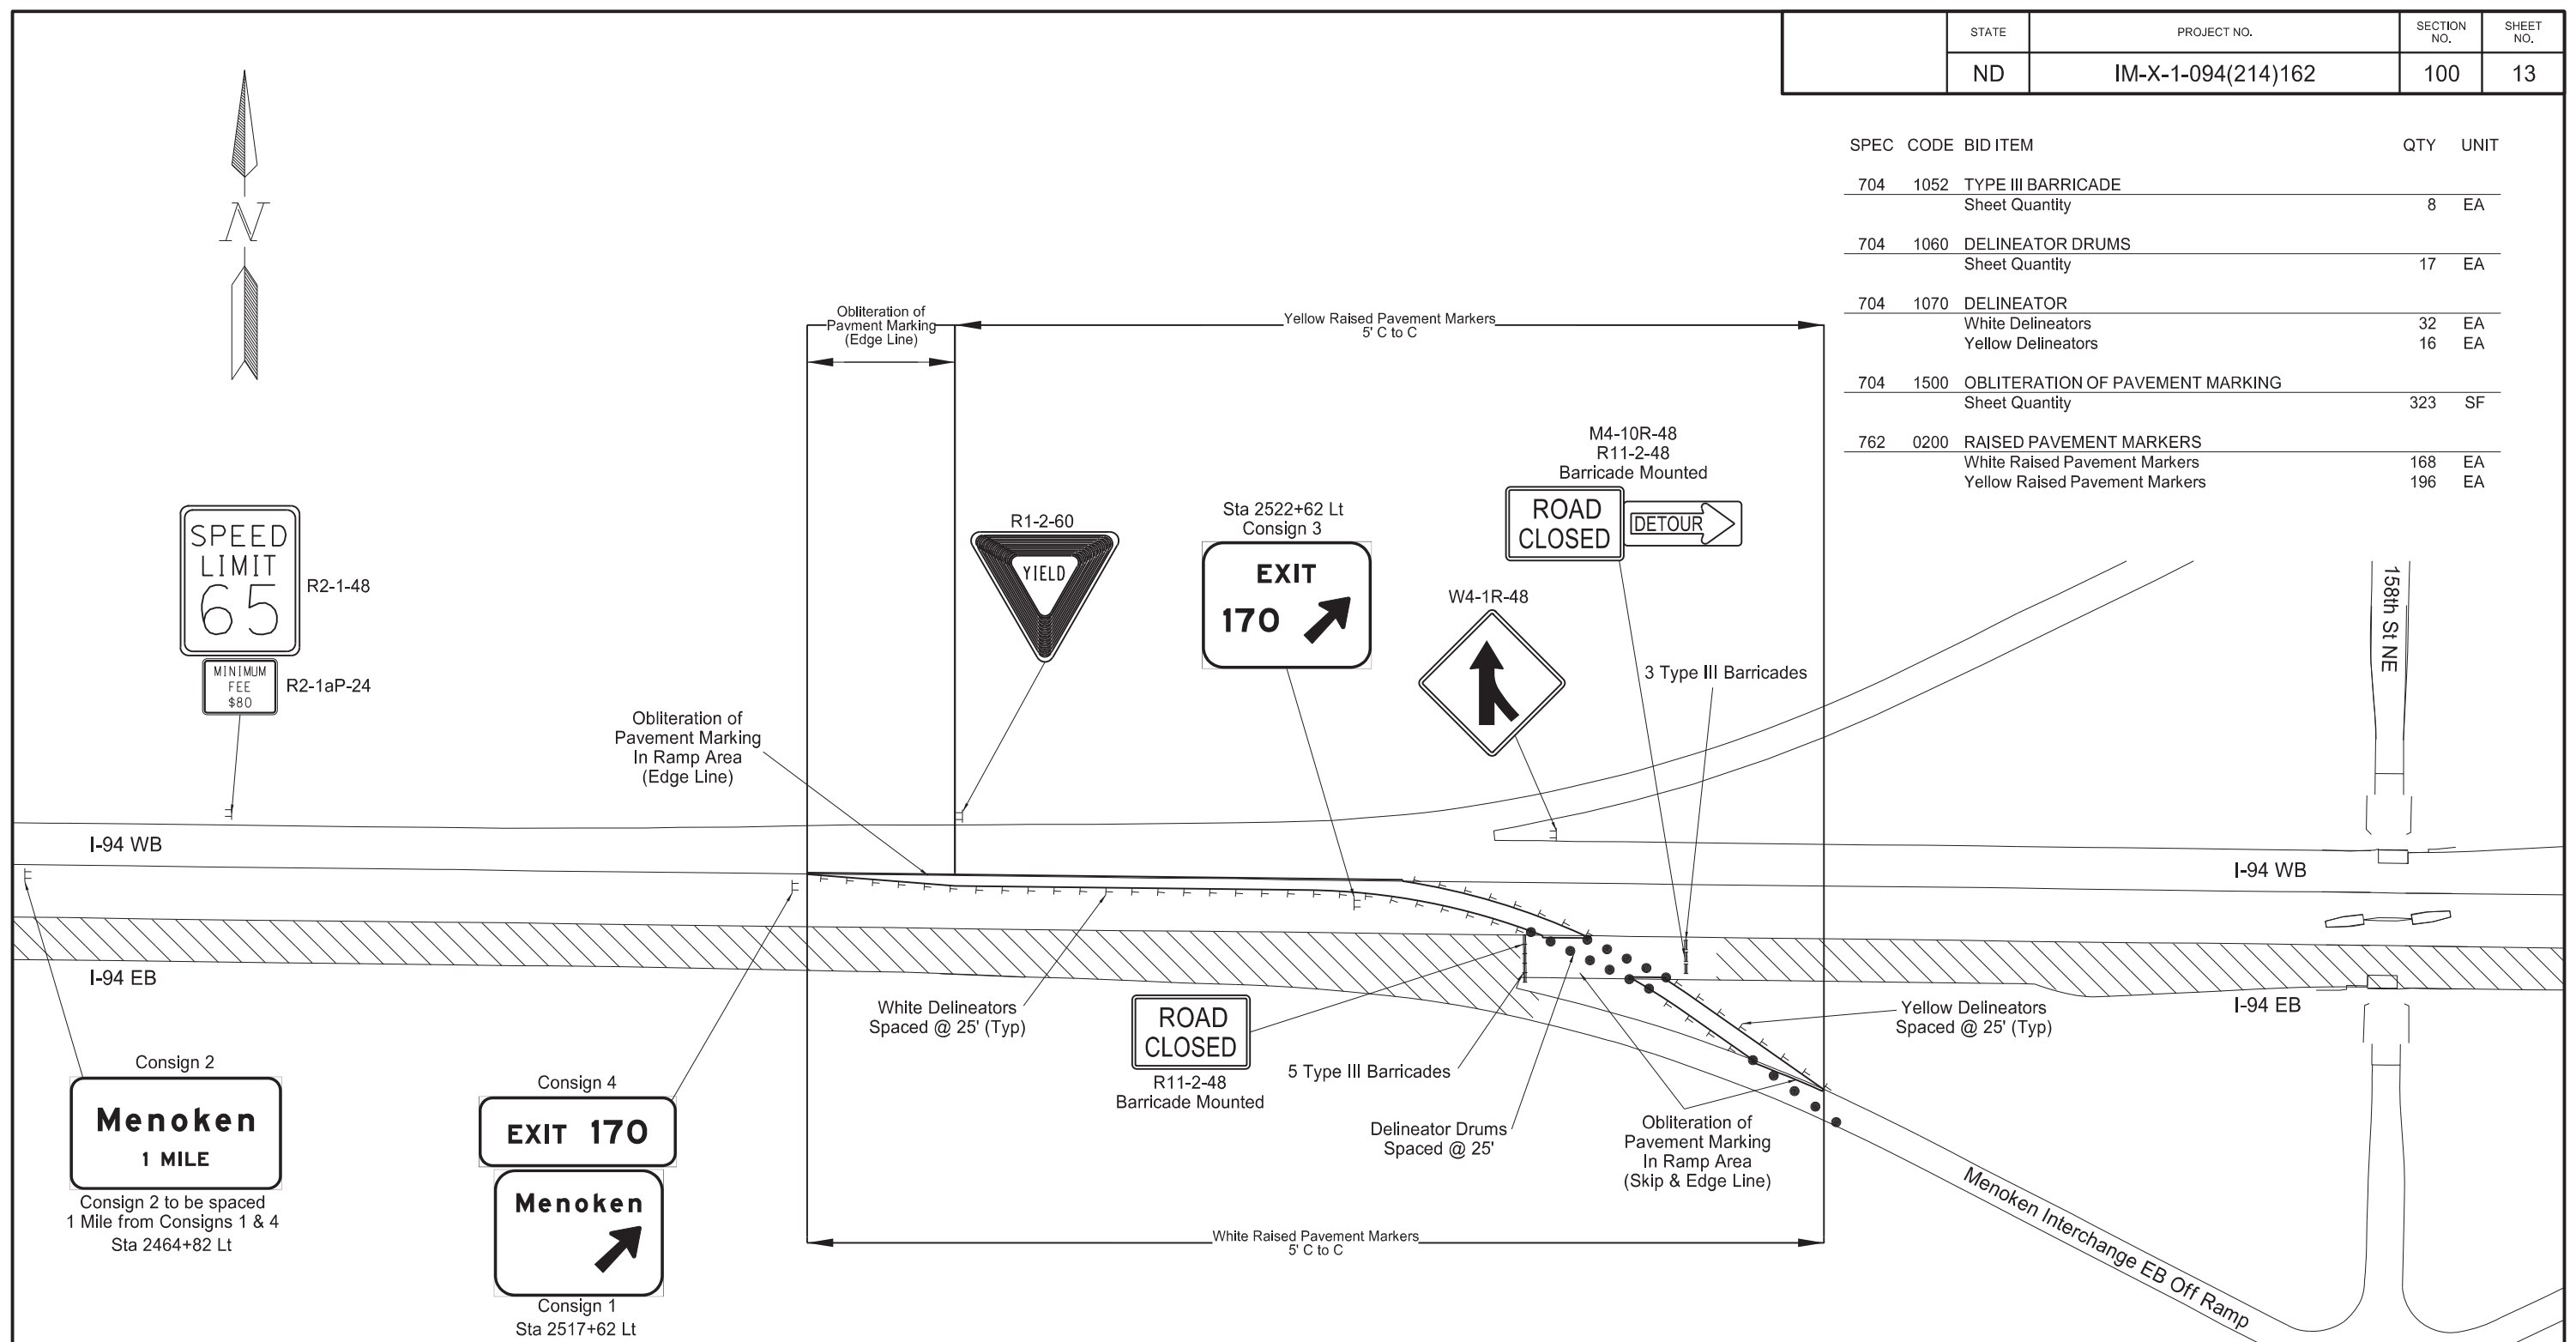 STATE
PROJECT NO.
SECTION
NO.
SHEET
NO.
ND
IM-X-1-094(214)162
100
13
SPEC CODE BID ITEM QTY UNIT
704 1052 TYPE III BARRICADE
Sheet Quantity 8 EA
704 1060 DELINEATOR DRUMS
Sheet Quantity 17 EA
704 1070 DELINEATOR
White Delineators 32 EA
Yellow Delineators 16 EA
704 1500 OBLITERATION OF PAVEMENT MARKING
Sheet Quantity 323 SF
762 0200 RAISED PAVEMENT MARKERS
White Raised Pavement Markers 168 EA
Yellow Raised Pavement Markers 196 EA
N
Obliteration of
Pavment Marking
(Edge Line)
Yellow Raised Pavement Markers
5' C to C
SPEED
LIMIT
65
R2-1-48
MINIMUM
FEE
$80
R2-1aP-24
R1-2-60
YIELD
Sta 2522+62 Lt
Consign 3
EXIT
170
M4-10R-48
R11-2-48
Barricade Mounted
ROAD
CLOSED
DETOUR
W4-1R-48
3 Type III Barricades
158th St NE
Obliteration of
Pavement Marking
In Ramp Area
(Edge Line)
I-94 WB
I-94 WB
I-94 EB
I-94 EB
White Delineators
Spaced @ 25' (Typ)
ROAD
CLOSED
R11-2-48
Barricade Mounted
5 Type III Barricades
Delineator Drums
Spaced @ 25'
Obliteration of
Pavement Marking
In Ramp Area
(Skip & Edge Line)
Yellow Delineators
Spaced @ 25' (Typ)
Consign 2
Menoken
1 MILE
Consign 2 to be spaced
1 Mile from Consigns 1 & 4
Sta 2464+82 Lt
Consign 4
EXIT 170
Menoken
Consign 1
Sta 2517+62 Lt
White Raised Pavement Markers
5' C to C
Menoken Interchange EB Off Ramp